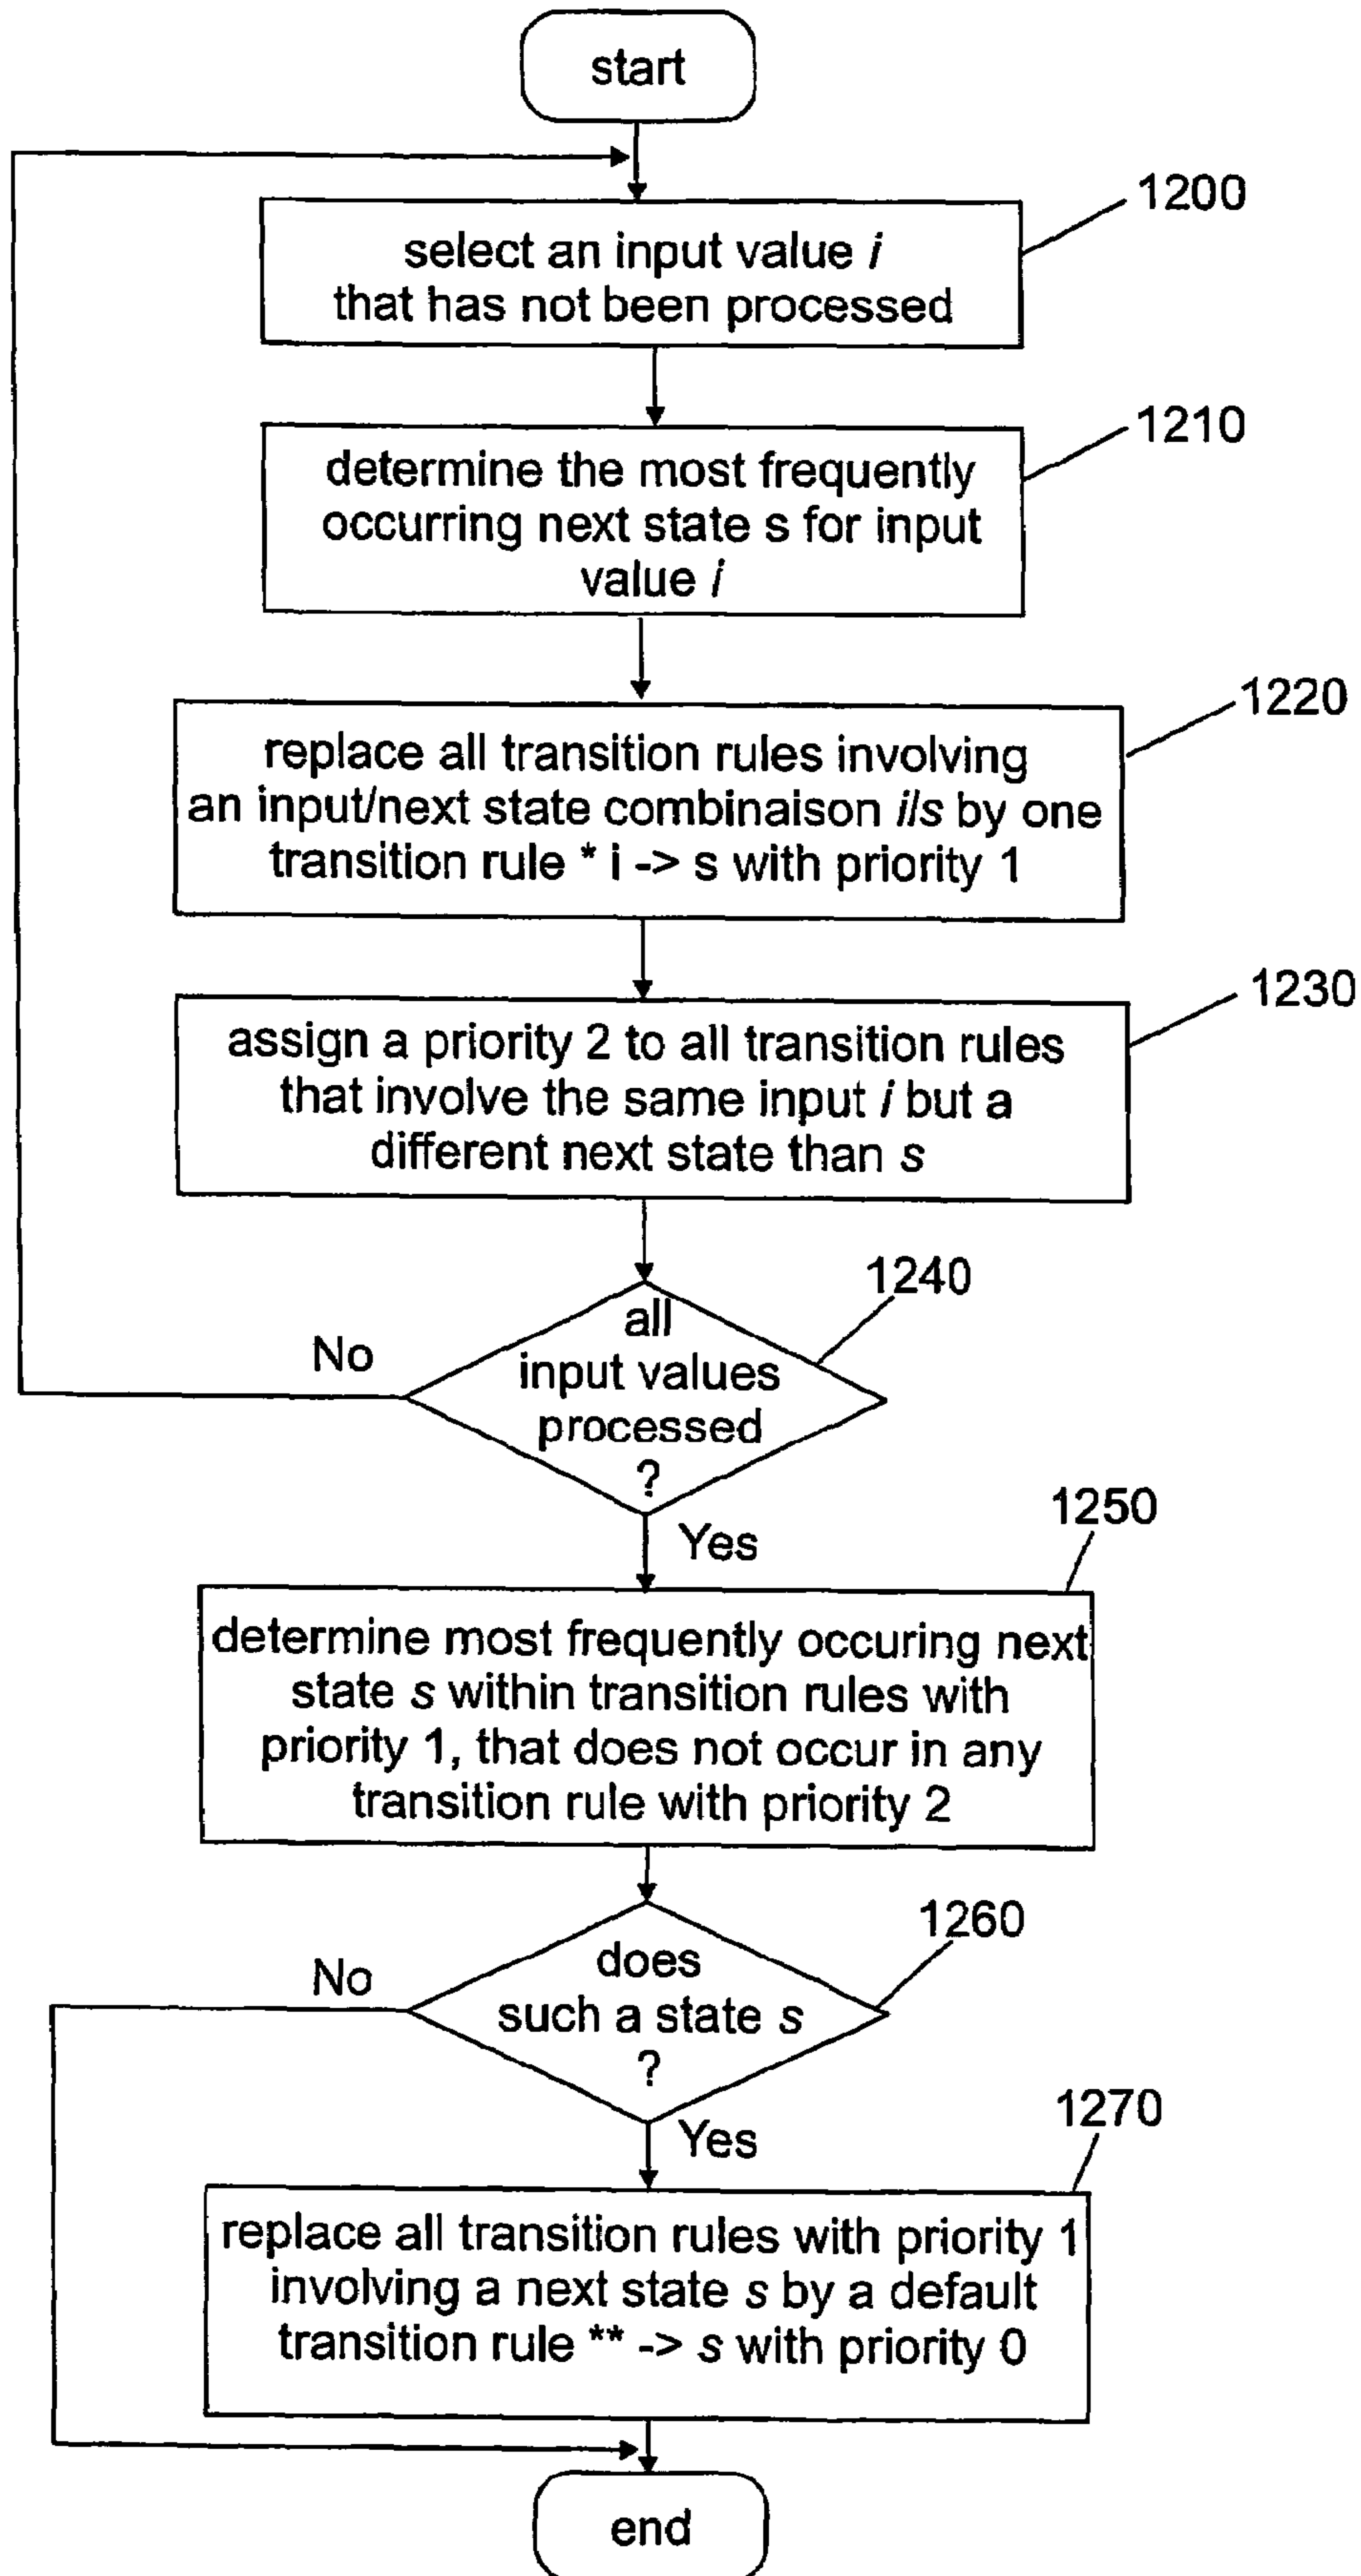 start
1200
select an input value i
that has not been processed
1210
determine the most frequently
occurring next state s for input
value i
1220
replace all transition rules involving
an input/next state combinaison i/s by one
transition rule * i -> s with priority 1
1230
assign a priority 2 to all transition rules
that involve the same input i but a
different next state than s
1240
all
input values
processed
?
No
Yes
1250
determine most frequently occuring next
state s within transition rules with
priority 1, that does not occur in any
transition rule with priority 2
1260
does
such a state s
?
No
Yes
1270
replace all transition rules with priority 1
involving a next state s by a default
transition rule ** -> s with priority 0
end